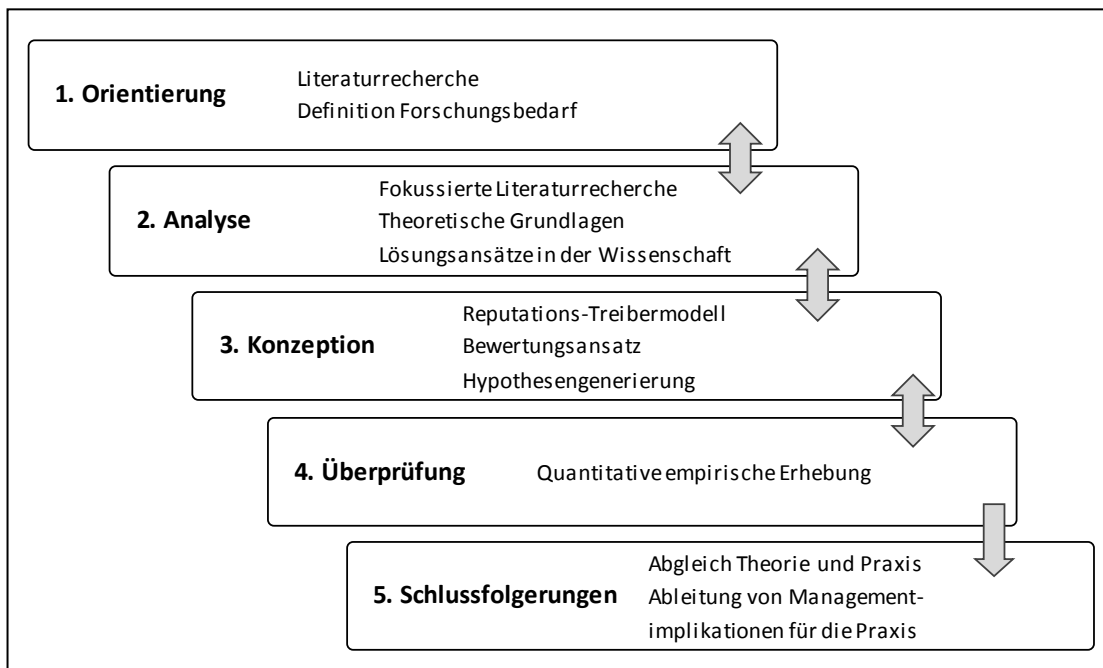 1. Orientierung
Literaturrecherche
Definition Forschungsbedarf
2. Analyse
Fokussierte Literaturrecherche
Theoretische Grundlagen
Lösungsansätze in der Wissenschaft
3. Konzeption
Reputations-Treibermodell
Bewertungsansatz
Hypothesengenerierung
4. Überprüfung
Quantitative empirische Erhebung
5. Schlussfolgerungen
Abgleich Theorie und Praxis
Ableitung von Management-
implikationen für die Praxis